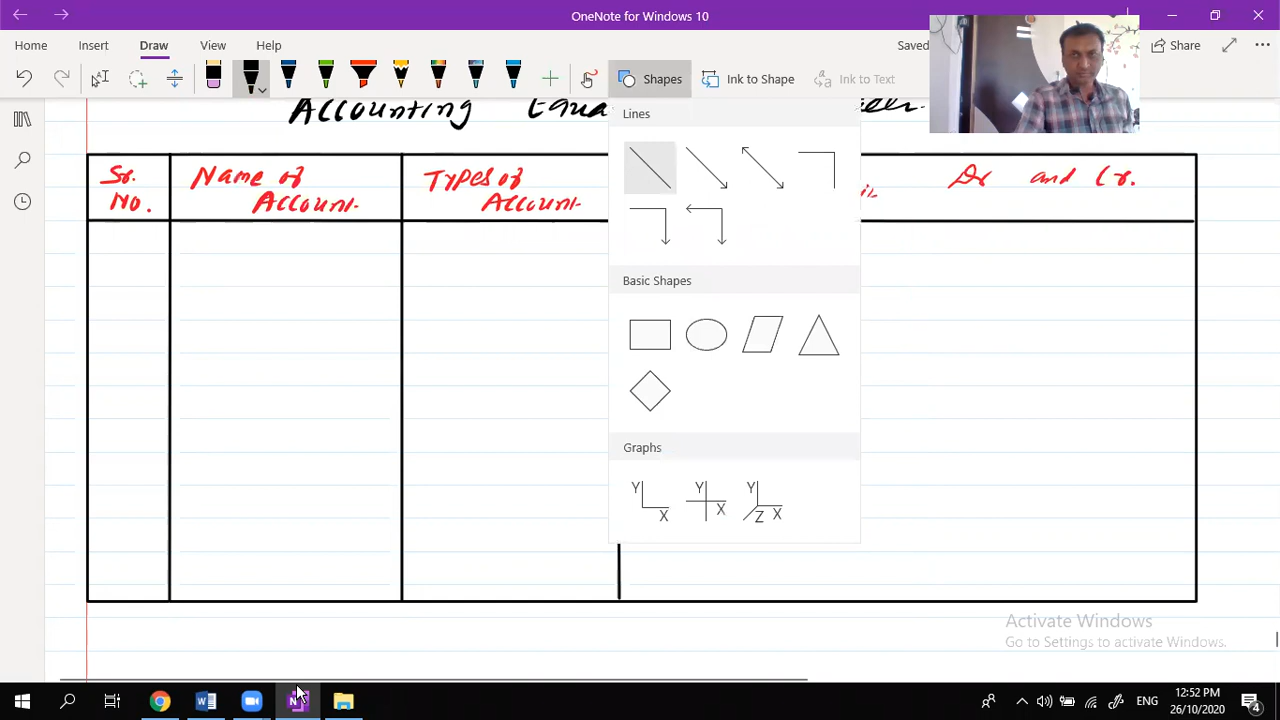 OneNote for Windows 10
Home Insert Draw View Help Saved Share
Shapes Ink to Shape Ink to Text
Accounting
Lines
Sr. No.
Name of Account
Types of Account
Dr and Cr.
Basic Shapes
Graphs
Y X
Y X
Y Z X
Activate Windows
Go to Settings to activate Windows.
ENG
12:52 PM
26/10/2020
4